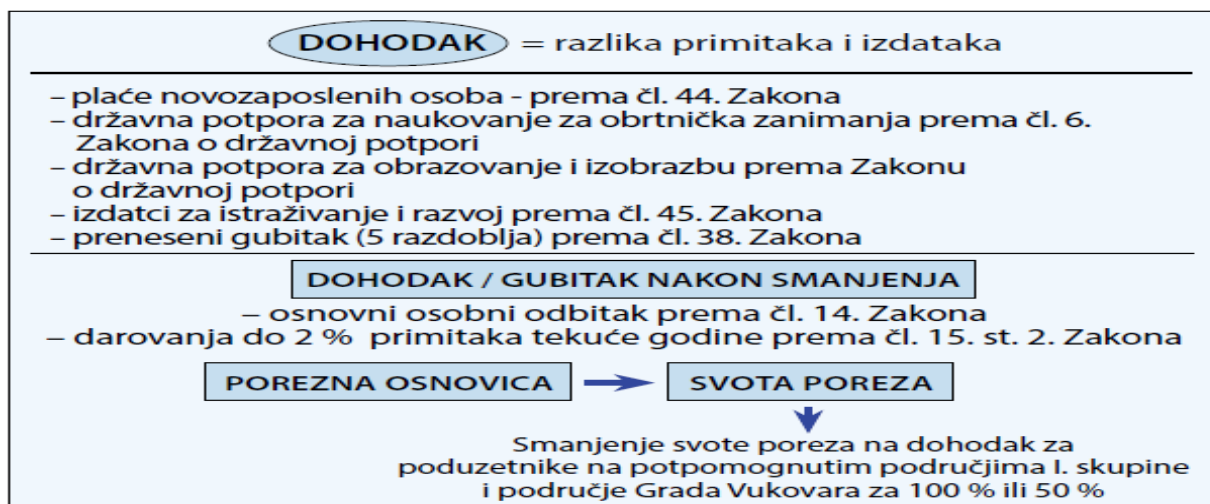 DOHODAK = razlika primitaka i izdataka
– plaće novozaposlenih osoba - prema čl. 44. Zakona
– državna potpora za naukovanje za obrtnička zanimanja prema čl. 6.
Zakona o državnoj potpori
– državna potpora za obrazovanje i izobrazbu prema Zakonu
o državnoj potpori
– izdatci za istraživanje i razvoj prema čl. 45. Zakona
– preneseni gubitak (5 razdoblja) prema čl. 38. Zakona
DOHODAK / GUBITAK NAKON SMANJENJA
– osnovni osobni odbitak prema čl. 14. Zakona
– darovanja do 2 % primitaka tekuće godine prema čl. 15. st. 2. Zakona
POREZNA OSNOVICA
SVOTA POREZA
Smanjenje svote poreza na dohodak za
poduzetnike na potpomognutim područjima I. skupine
i područje Grada Vukovara za 100 % ili 50 %